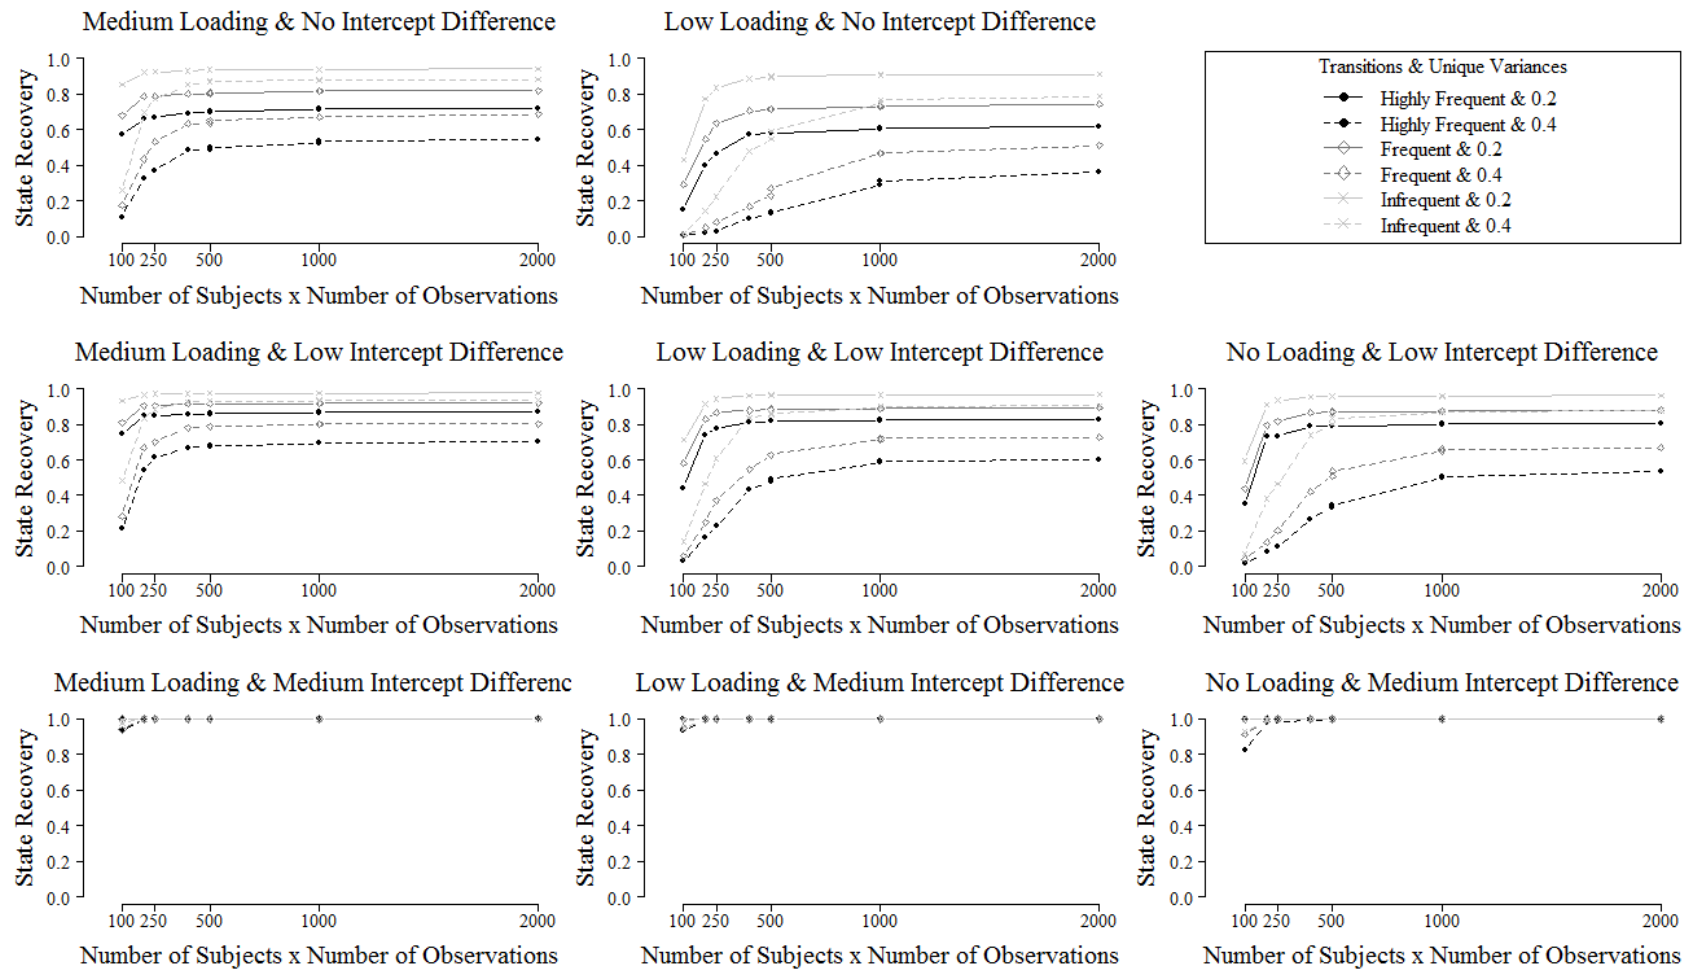 Medium Loading & No Intercept Difference
Low Loading & No Intercept Difference
State Recovery
1.0
0.8
0.6
0.4
0.2
0.0
100 250 500 1000 2000
Number of Subjects x Number of Observations
State Recovery
1.0
0.8
0.6
0.4
0.2
0.0
100 250 500 1000 2000
Number of Subjects x Number of Observations
Transitions & Unique Variances
Highly Frequent & 0.2
Highly Frequent & 0.4
Frequent & 0.2
Frequent & 0.4
Infrequent & 0.2
Infrequent & 0.4
Medium Loading & Low Intercept Difference
State Recovery
1.0
0.8
0.6
0.4
0.2
0.0
100 250 500 1000 2000
Number of Subjects x Number of Observations
Low Loading & Low Intercept Difference
State Recovery
1.0
0.8
0.6
0.4
0.2
0.0
100 250 500 1000 2000
Number of Subjects x Number of Observations
No Loading & Low Intercept Difference
State Recovery
1.0
0.8
0.6
0.4
0.2
0.0
100 250 500 1000 2000
Number of Subjects x Number of Observations
Medium Loading & Medium Intercept Differenc
State Recovery
1.0
0.8
0.6
0.4
0.2
0.0
100 250 500 1000 2000
Number of Subjects x Number of Observations
Low Loading & Medium Intercept Difference
State Recovery
1.0
0.8
0.6
0.4
0.2
0.0
100 250 500 1000 2000
Number of Subjects x Number of Observations
No Loading & Medium Intercept Difference
State Recovery
1.0
0.8
0.6
0.4
0.2
0.0
100 250 500 1000 2000
Number of Subjects x Number of Observations